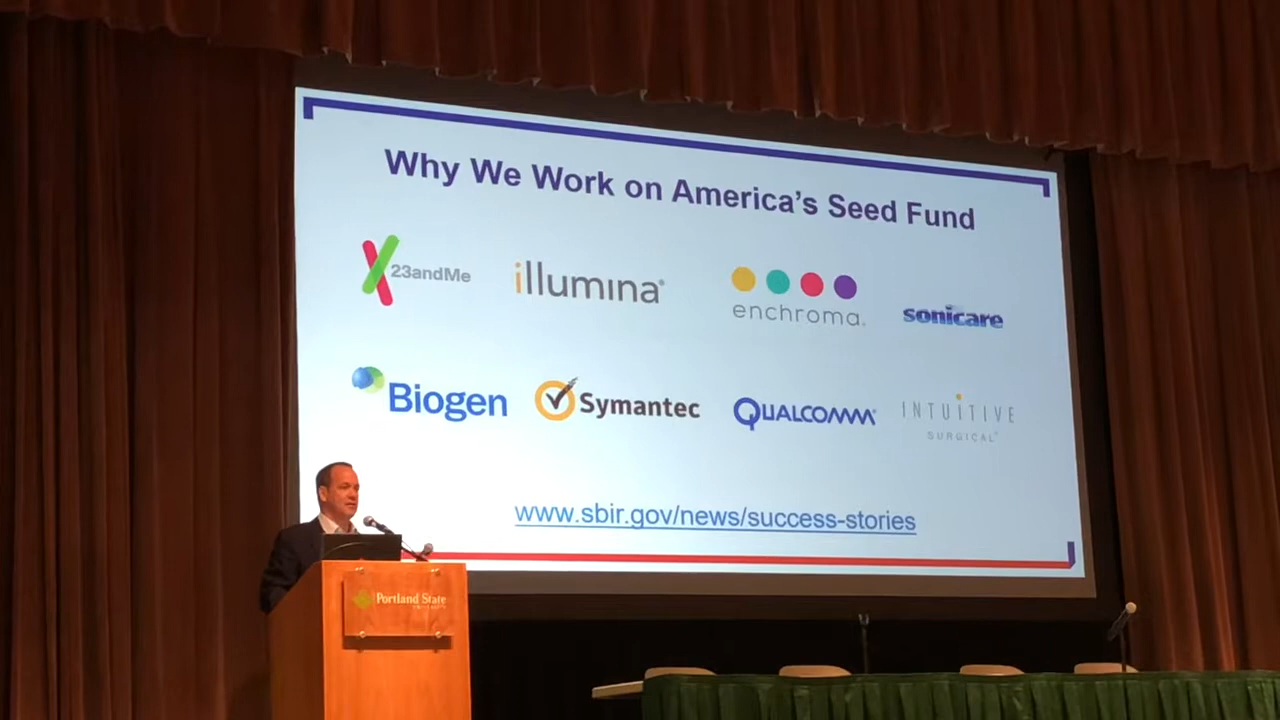 Why We Work on America's Seed Fund
23andMe
illumina®
enchroma.
sonicare
Biogen
Symantec
QUALCOMM®
INTUITIVE
SURGICAL®
www.sbir.gov/news/success-stories
Portland State
UNIVERSITY